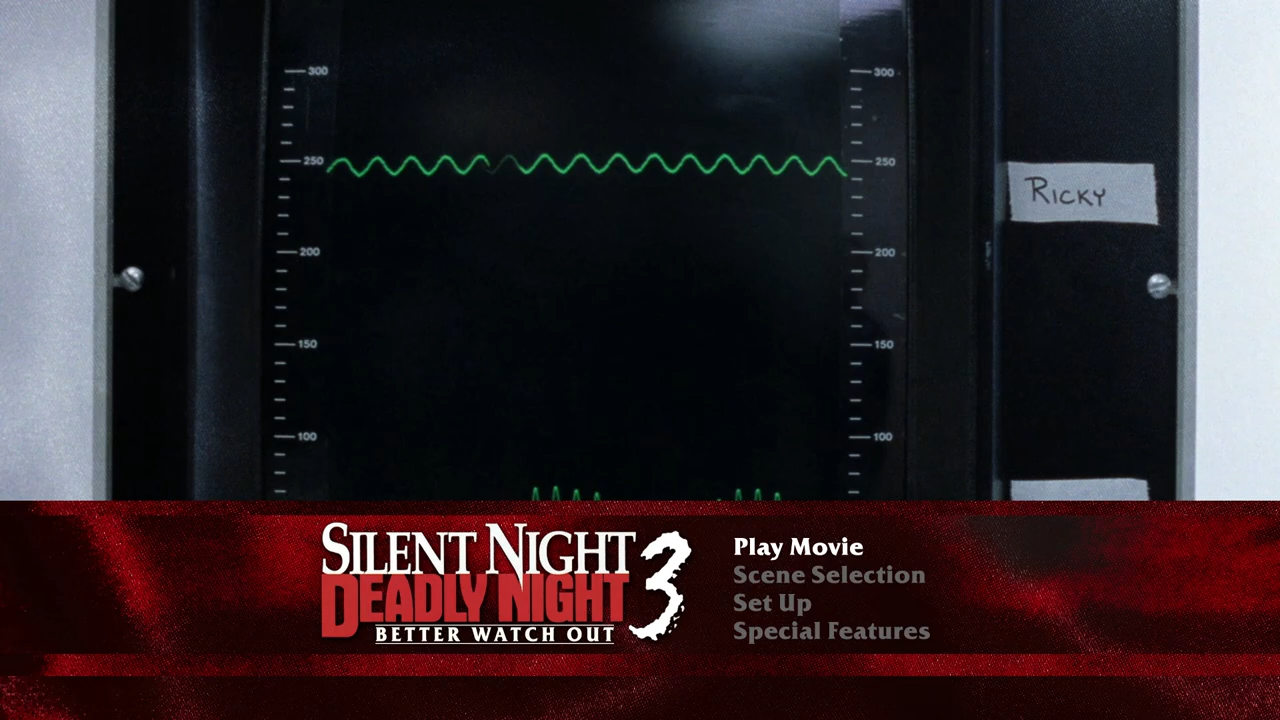 300 300
250 250
RICKY
200 200
150 150
100 100
SILENT NIGHT
DEADLY NIGHT 3
BETTER WATCH OUT
Play Movie
Scene Selection
Set Up
Special Features